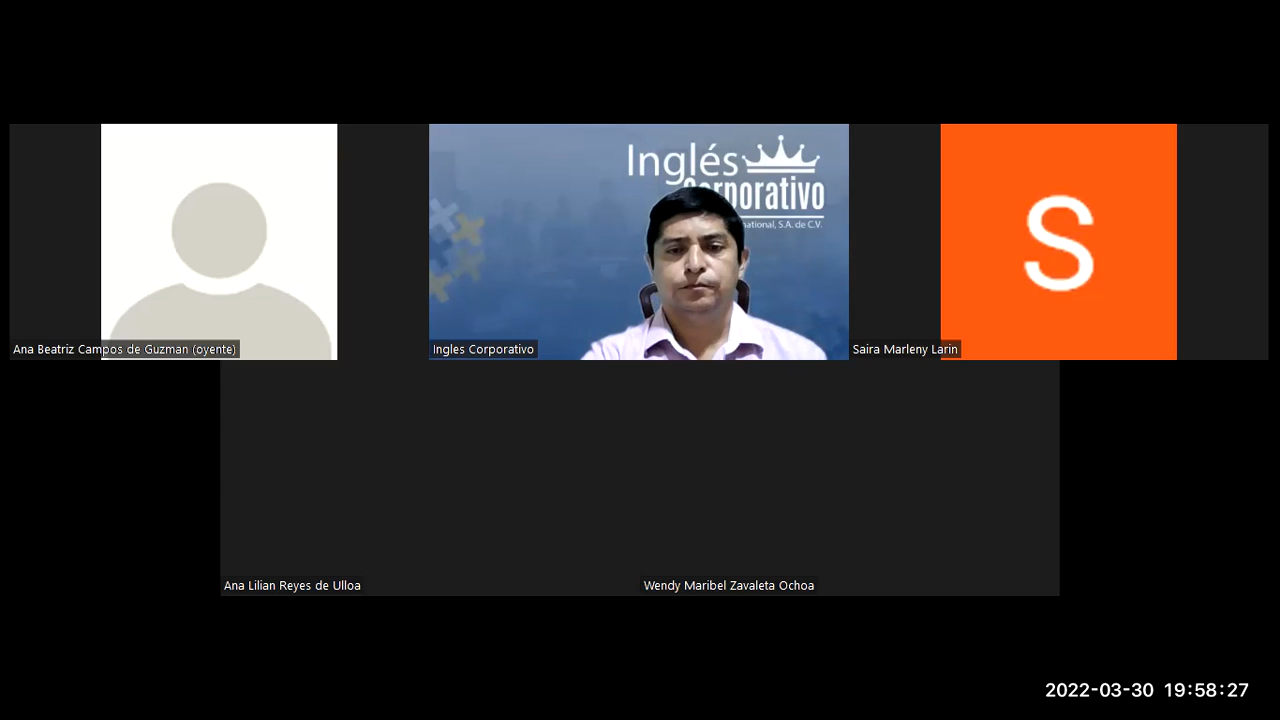 Inglés
Corporativo
national, S.A. de C.V.
S
Ana Beatriz Campos de Guzman (oyente)
Ingles Corporativo
Saira Marleny Larin
Ana Lilian Reyes de Ulloa
Wendy Maribel Zavaleta Ochoa
2022-03-30 19:58:27